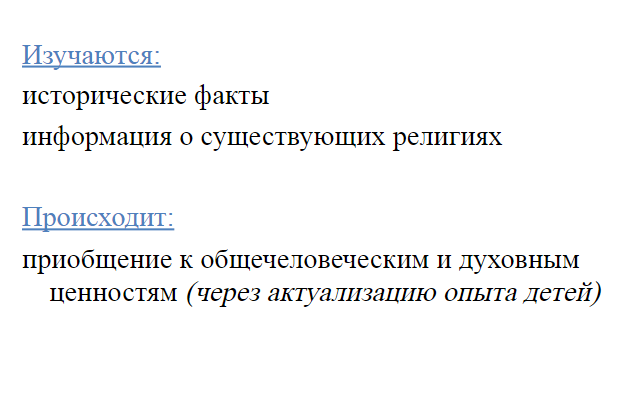 Изучаются:
исторические факты
информация о существующих религиях
Происходит:
приобщение к общечеловеческим и духовным
ценностям (через актуализацию опыта детей)